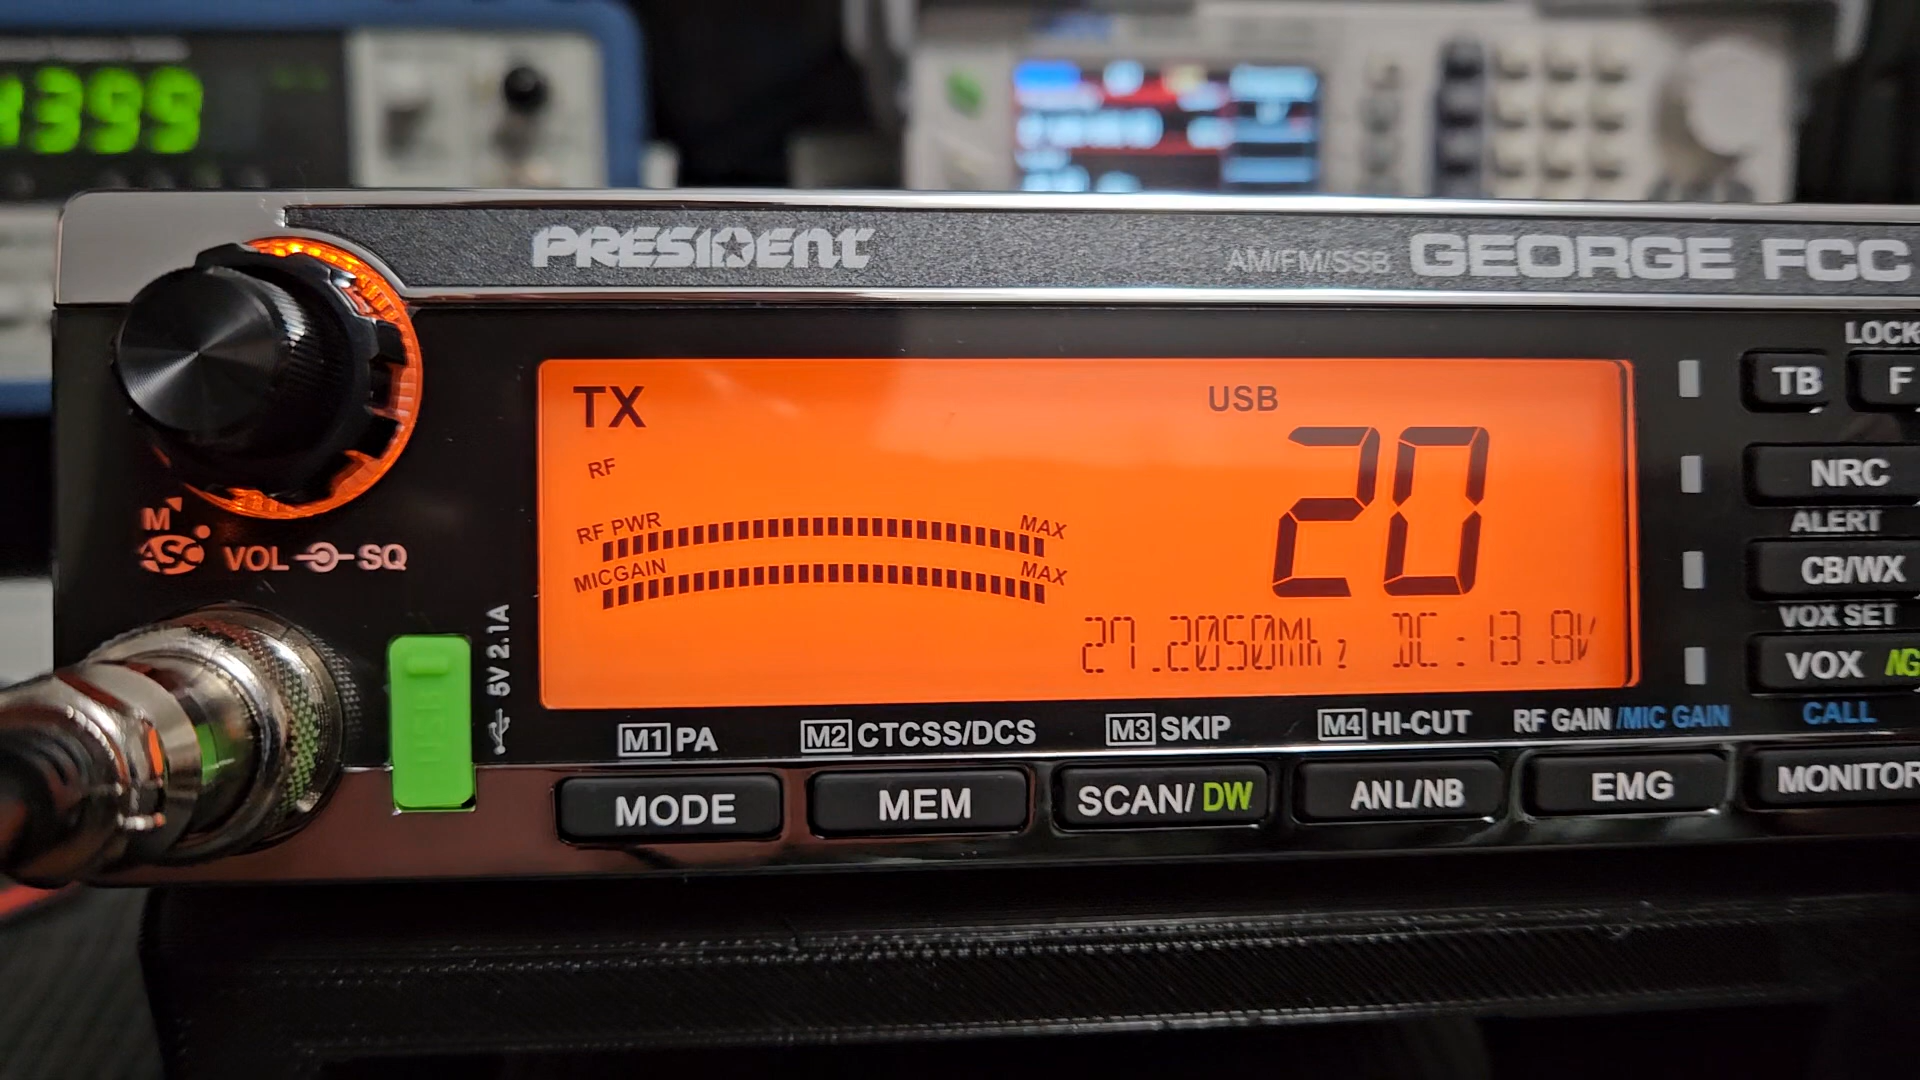 399
PRESIDENT
AM/FM/SSB GEORGE FCC
LOCK
TX
USB
TB
F
20
RF
NRC
RF PWR
MAX
ALERT
M
ASC
VOL SQ
MICGAIN
MAX
CB/WX
5V 2.1A
27.2050MHz DC:13.8V
VOX SET
VOX
NG
M1 PA
M2 CTCSS/DCS
M3 SKIP
M4 HI-CUT
RF GAIN/MIC GAIN
CALL
MODE
MEM
SCAN/DW
ANL/NB
EMG
MONITOR